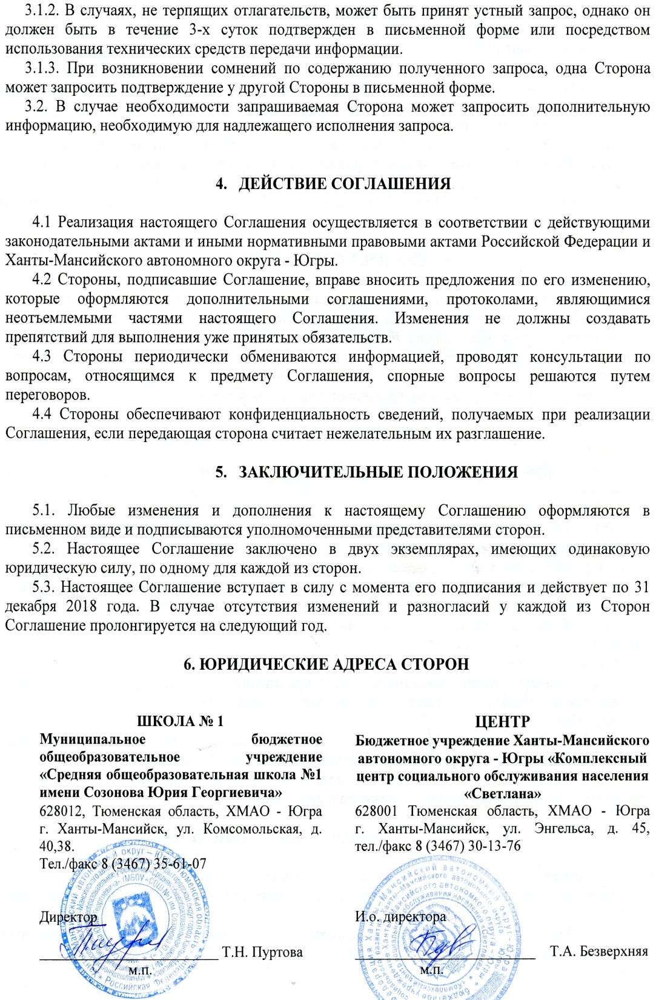 3.1.2. В случаях, не терпящих отлагательств, может быть принят устный запрос, однако он
должен быть в течение 3-х суток подтвержден в письменной форме или посредством
использования технических средств передачи информации.
3.1.3. При возникновении сомнений по содержанию полученного запроса, одна Сторона
может запросить подтверждение у другой Стороны в письменной форме.
3.2. В случае необходимости запрашиваемая Сторона может запросить дополнительную
информацию, необходимую для надлежащего исполнения запроса.
4. ДЕЙСТВИЕ СОГЛАШЕНИЯ
4.1 Реализация настоящего Соглашения осуществляется в соответствии с действующими
законодательными актами и иными нормативными правовыми актами Российской Федерации и
Ханты-Мансийского автономного округа - Югры.
4.2 Стороны, подписавшие Соглашение, вправе вносить предложения по его изменению,
которые оформляются дополнительными соглашениями, протоколами, являющимися
неотъемлемыми частями настоящего Соглашения. Изменения не должны создавать
препятствий для выполнения уже принятых обязательств.
4.3 Стороны периодически обмениваются информацией, проводят консультации по
вопросам, относящимся к предмету Соглашения, спорные вопросы решаются путем
переговоров.
4.4 Стороны обеспечивают конфиденциальность сведений, получаемых при реализации
Соглашения, если передающая сторона считает нежелательным их разглашение.
5. ЗАКЛЮЧИТЕЛЬНЫЕ ПОЛОЖЕНИЯ
5.1. Любые изменения и дополнения к настоящему Соглашению оформляются в
письменном виде и подписываются уполномоченными представителями сторон.
5.2. Настоящее Соглашение заключено в двух экземплярах, имеющих одинаковую
юридическую силу, по одному для каждой из сторон.
5.3. Настоящее Соглашение вступает в силу с момента его подписания и действует по 31
декабря 2018 года. В случае отсутствия изменений и разногласий у каждой из Сторон
Соглашение пролонгируется на следующий год.
6. ЮРИДИЧЕСКИЕ АДРЕСА СТОРОН
ШКОЛА № 1
Муниципальное бюджетное
общеобразовательное учреждение
«Средняя общеобразовательная школа №1
имени Созонова Юрия Георгиевича»
628012, Тюменская область, ХМАО - Югра
г. Ханты-Мансийск, ул. Комсомольская, д.
40,38.
Тел./факс 8 (3467) 35-61-07
Директор
Т.Н. Пуртова
м.п.
ЦЕНТР
Бюджетное учреждение Ханты-Мансийского
автономного округа - Югры «Комплексный
центр социального обслуживания населения
«Светлана»
628001 Тюменская область, ХМАО - Югра
г. Ханты-Мансийск, ул. Энгельса, д. 45,
тел./факс 8 (3467) 30-13-76
И.о. директора
Т.А. Безверхняя
м.п.